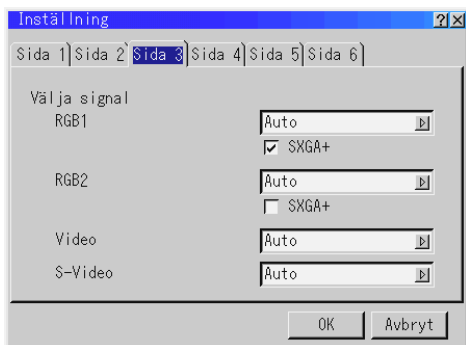 Inställning ?
Sida 1 Sida 2 Sida 3 Sida 4 Sida 5 Sida 6
Välja signal
RGB1 Auto
SXGA+
RGB2 Auto
SXGA+
Video Auto
S-Video Auto
OK Avbryt